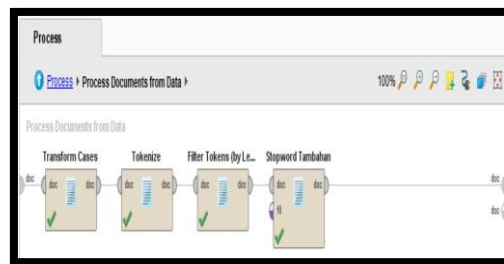 Process
Process ▸ Process Documents from Data ▸
100%
Process Documents from Data
Transform Cases Tokenize Filter Tokens (by Le... Stopword Tambahan
doc doc doc doc doc doc doc doc doc doc
fil
doc